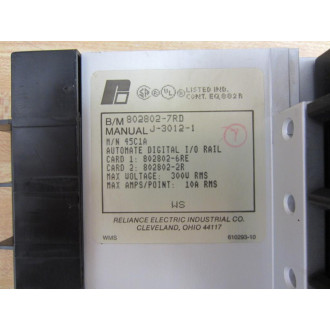 LISTED IND.
CONT. EQ.002R
B/M 802802-7RD
MANUAL J-3012-1
M/N 45C1A
AUTOMATE DIGITAL I/O RAIL
CARD 1: 802802-6RE
CARD 2: 802802-2R
MAX VOLTAGE: 300V RMS
MAX AMPS/POINT: 10A RMS
WS
RELIANCE ELECTRIC INDUSTRIAL CO.
CLEVELAND, OHIO 44117